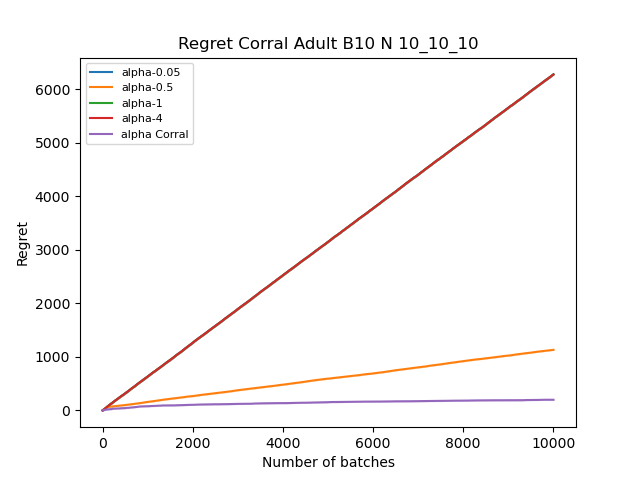 Regret Corral Adult B10 N 10_10_10
alpha-0.05
alpha-0.5
alpha-1
alpha-4
alpha Corral
6000
5000
4000
3000
2000
1000
0
Regret
0 2000 4000 6000 8000 10000
Number of batches